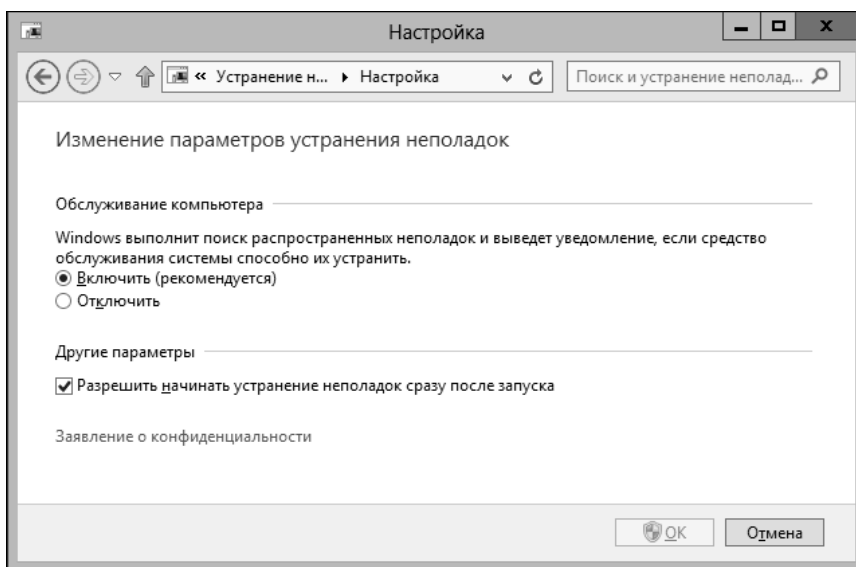 Настройка
« Устранение н... ▸ Настройка
Поиск и устранение неполад...
Изменение параметров устранения неполадок
Обслуживание компьютера
Windows выполнит поиск распространенных неполадок и выведет уведомление, если средство
обслуживания системы способно их устранить.
Включить (рекомендуется)
Отключить
Другие параметры
Разрешить начинать устранение неполадок сразу после запуска
Заявление о конфиденциальности
OK
Отмена